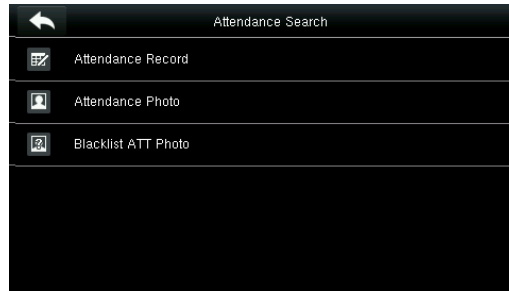 Attendance Search
Attendance Record
Attendance Photo
Blacklist ATT Photo